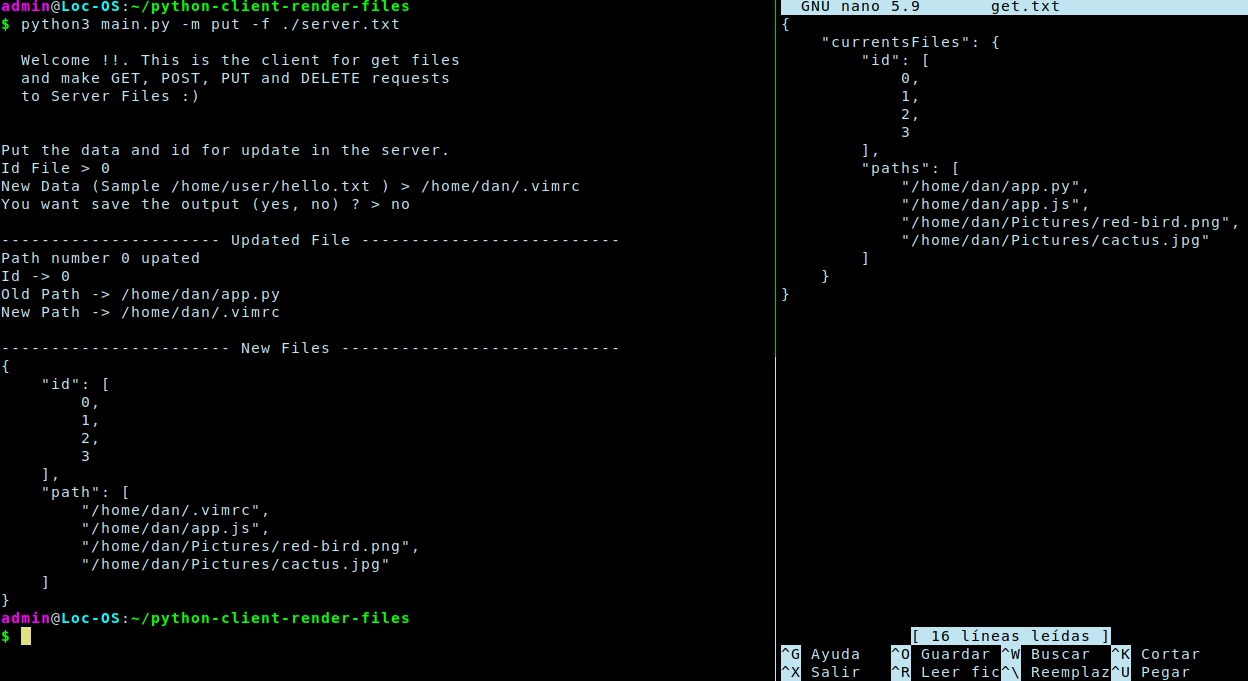 admin@Loc-OS:~/python-client-render-files
$ python3 main.py -m put -f ./server.txt
Welcome !!. This is the client for get files
and make GET, POST, PUT and DELETE requests
to Server Files :)
Put the data and id for update in the server.
Id File > 0
New Data (Sample /home/user/hello.txt ) > /home/dan/.vimrc
You want save the output (yes, no) ? > no
---------------------- Updated File --------------------------
Path number 0 upated
Id -> 0
Old Path -> /home/dan/app.py
New Path -> /home/dan/.vimrc
----------------------- New Files ----------------------------
{
    "id": [
        0,
        1,
        2,
        3
    ],
    "path": [
        "/home/dan/.vimrc",
        "/home/dan/app.js",
        "/home/dan/Pictures/red-bird.png",
        "/home/dan/Pictures/cactus.jpg"
    ]
}
admin@Loc-OS:~/python-client-render-files
$
GNU nano 5.9       get.txt
{
    "currentsFiles": {
        "id": [
            0,
            1,
            2,
            3
        ],
        "paths": [
            "/home/dan/app.py",
            "/home/dan/app.js",
            "/home/dan/Pictures/red-bird.png",
            "/home/dan/Pictures/cactus.jpg"
        ]
    }
}
[ 16 líneas leídas ]
^G Ayuda   ^O Guardar ^W Buscar  ^K Cortar
^X Salir   ^R Leer fic^\ Reemplaz^U Pegar